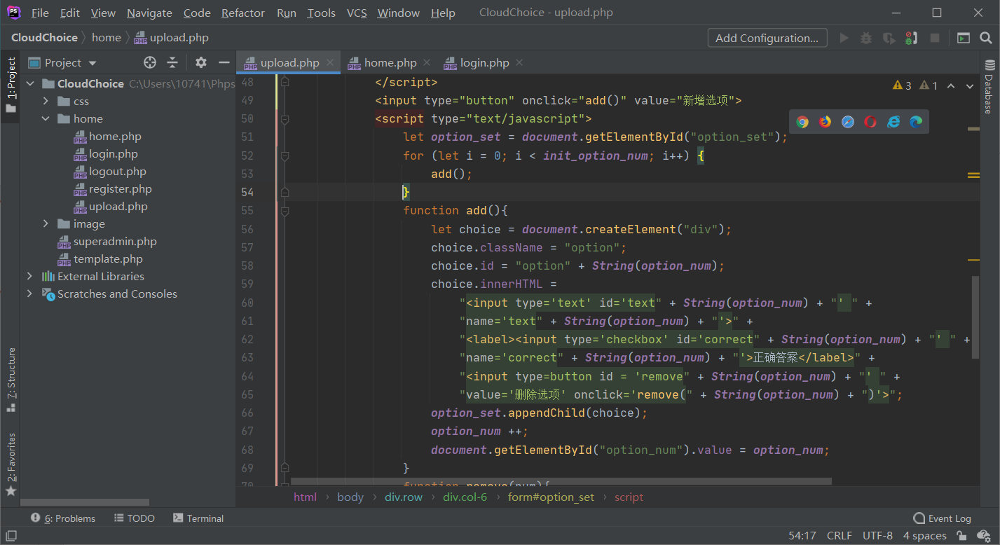 File Edit View Navigate Code Refactor Run Tools VCS Window Help CloudChoice - upload.php
CloudChoice home upload.php Add Configuration...
1: Project
7: Structure
2: Favorites
Project
CloudChoice C:\Users\10741\Phps
css
home
home.php
login.php
logout.php
register.php
upload.php
image
superadmin.php
template.php
External Libraries
Scratches and Consoles
upload.php home.php login.php
3 1
48 </script>
49 <input type="button" onclick="add()" value="新增选项">
50 <script type="text/javascript">
51 let option_set = document.getElementById("option_set");
52 for (let i = 0; i < init_option_num; i++) {
53 add();
54 }
55 function add(){
56 let choice = document.createElement("div");
57 choice.className = "option";
58 choice.id = "option" + String(option_num);
59 choice.innerHTML =
60 "<input type='text' id='text" + String(option_num) + "' " +
61 "name='text" + String(option_num) + "'>" +
62 "<label><input type='checkbox' id='correct" + String(option_num) + "' " +
63 "name='correct" + String(option_num) + "'>正确答案</label>" +
64 "<input type=button id = 'remove" + String(option_num) + "' " +
65 "value='删除选项' onclick='remove(" + String(option_num) + ")'>";
66 option_set.appendChild(choice);
67 option_num ++;
68 document.getElementById("option_num").value = option_num;
69 }
70 function remove(num){
html body div.row div.col-6 form#option_set script
Database
6: Problems TODO Terminal Event Log
54:17 CRLF UTF-8 4 spaces